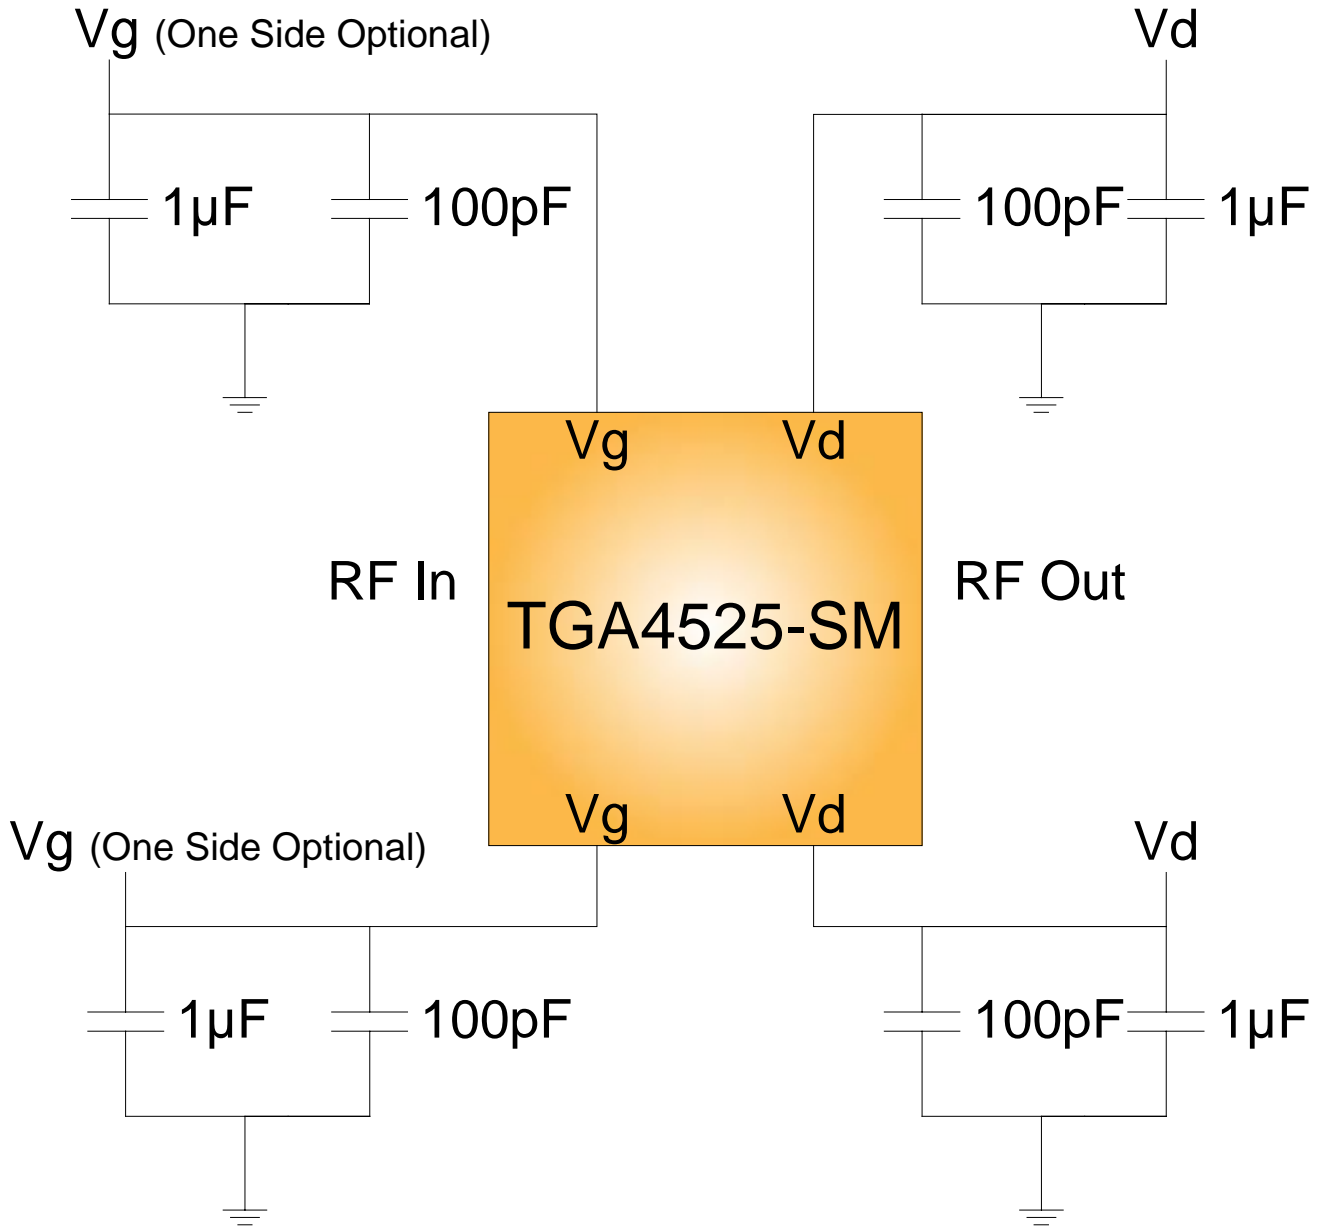 Vg (One Side Optional)
Vd
1µF
100pF
100pF
1µF
Vg
Vd
RF In
RF Out
TGA4525-SM
Vg
Vd
Vg (One Side Optional)
Vd
1µF
100pF
100pF
1µF